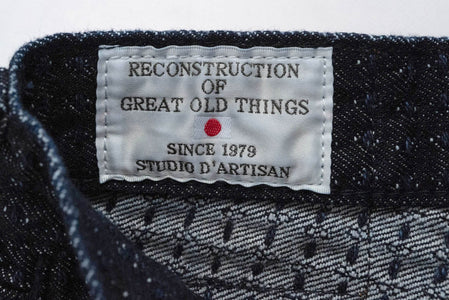 RECONSTRUCTION
OF
GREAT OLD THINGS
SINCE 1979
STUDIO D'ARTISAN